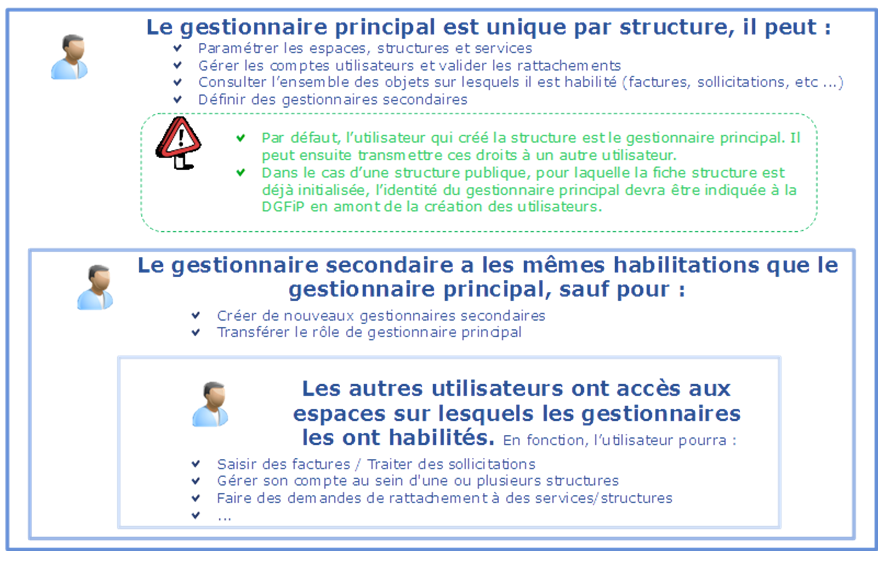 Le gestionnaire principal est unique par structure, il peut :
Paramétrer les espaces, structures et services
Gérer les comptes utilisateurs et valider les rattachements
Consulter l'ensemble des objets sur lesquels il est habilité (factures, sollicitations, etc ...)
Définir des gestionnaires secondaires
Par défaut, l'utilisateur qui créé la structure est le gestionnaire principal. Il
peut ensuite transmettre ces droits à un autre utilisateur.
Dans le cas d'une structure publique, pour laquelle la fiche structure est
déjà initialisée, l'identité du gestionnaire principal devra être indiquée à la
DGFiP en amont de la création des utilisateurs.
Le gestionnaire secondaire a les mêmes habilitations que le
gestionnaire principal, sauf pour :
Créer de nouveaux gestionnaires secondaires
Transférer le rôle de gestionnaire principal
Les autres utilisateurs ont accès aux
espaces sur lesquels les gestionnaires
les ont habilités. En fonction, l'utilisateur pourra :
Saisir des factures / Traiter des sollicitations
Gérer son compte au sein d'une ou plusieurs structures
Faire des demandes de rattachement à des services/structures
...